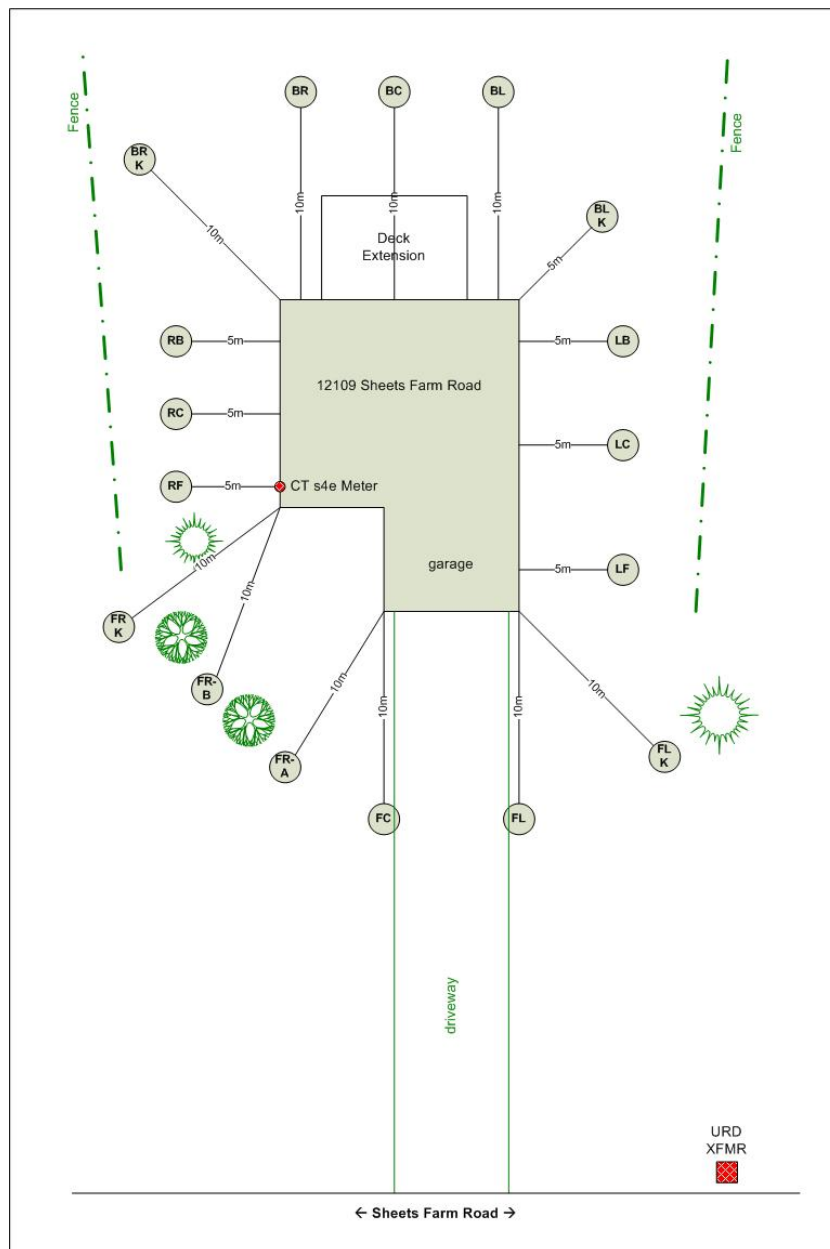 BR
BC
BL
Fence
Fence
BR
K
BL
K
10m
10m
10m
10m
5m
Deck
Extension
RB
5m
5m
LB
12109 Sheets Farm Road
RC
5m
5m
LC
RF
5m
CT s4e Meter
10m
10m
garage
5m
LF
FR
K
FR-
B
10m
10m
10m
10m
FR-
A
FL
K
FC
FL
driveway
URD
XFMR
← Sheets Farm Road →